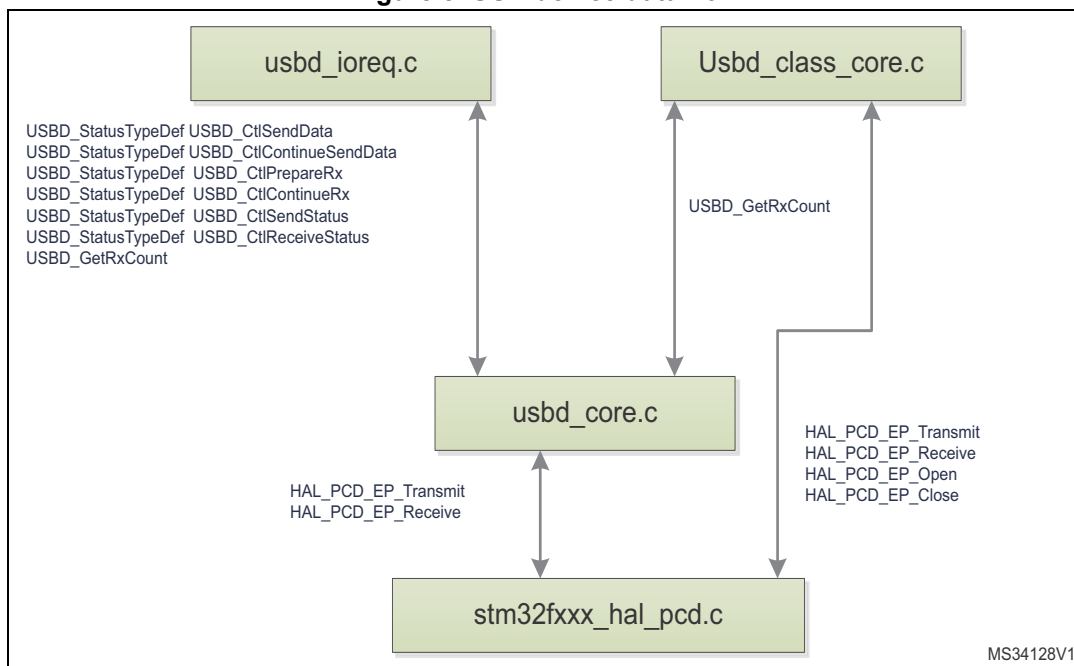 usbd_ioreq.c
Usbd_class_core.c
USBD_StatusTypeDef USBD_CtlSendData
USBD_StatusTypeDef USBD_CtlContinueSendData
USBD_StatusTypeDef USBD_CtlPrepareRx
USBD_StatusTypeDef USBD_CtlContinueRx
USBD_StatusTypeDef USBD_CtlSendStatus
USBD_StatusTypeDef USBD_CtlReceiveStatus
USBD_GetRxCount
USBD_GetRxCount
usbd_core.c
HAL_PCD_EP_Transmit
HAL_PCD_EP_Receive
HAL_PCD_EP_Transmit
HAL_PCD_EP_Receive
HAL_PCD_EP_Open
HAL_PCD_EP_Close
stm32fxxx_hal_pcd.c
MS34128V1